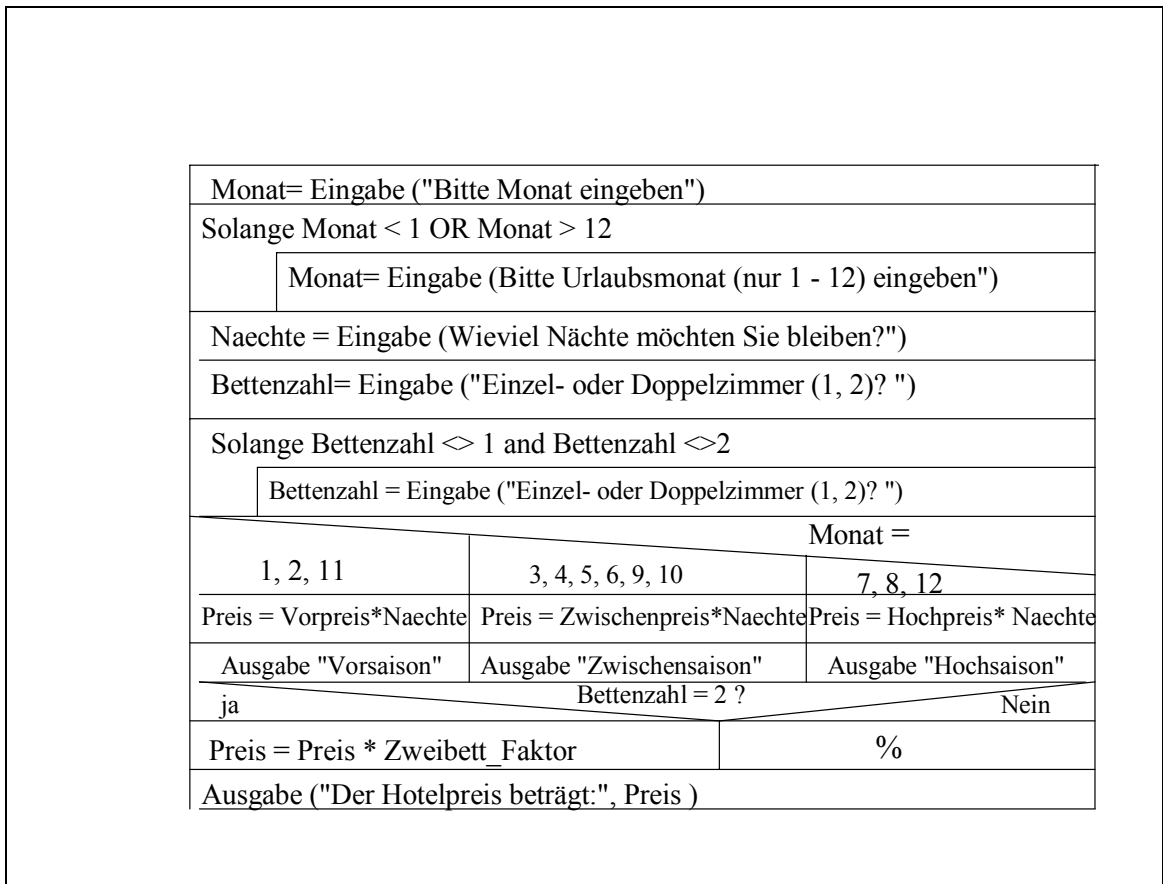 Monat= Eingabe ("Bitte Monat eingeben")
Solange Monat < 1 OR Monat > 12
Monat= Eingabe (Bitte Urlaubsmonat (nur 1 - 12) eingeben")
Naechte = Eingabe (Wieviel Nächte möchten Sie bleiben?")
Bettenzahl= Eingabe ("Einzel- oder Doppelzimmer (1, 2)? ")
Solange Bettenzahl <> 1 and Bettenzahl <>2
Bettenzahl = Eingabe ("Einzel- oder Doppelzimmer (1, 2)? ")
Monat =
1, 2, 11 3, 4, 5, 6, 9, 10 7, 8, 12
Preis = Vorpreis*Naechte Preis = Zwischenpreis*Naechte Preis = Hochpreis* Naechte
Ausgabe "Vorsaison" Ausgabe "Zwischensaison" Ausgabe "Hochsaison"
Bettenzahl = 2 ?
ja Nein
Preis = Preis * Zweibett_Faktor %
Ausgabe ("Der Hotelpreis beträgt:", Preis )